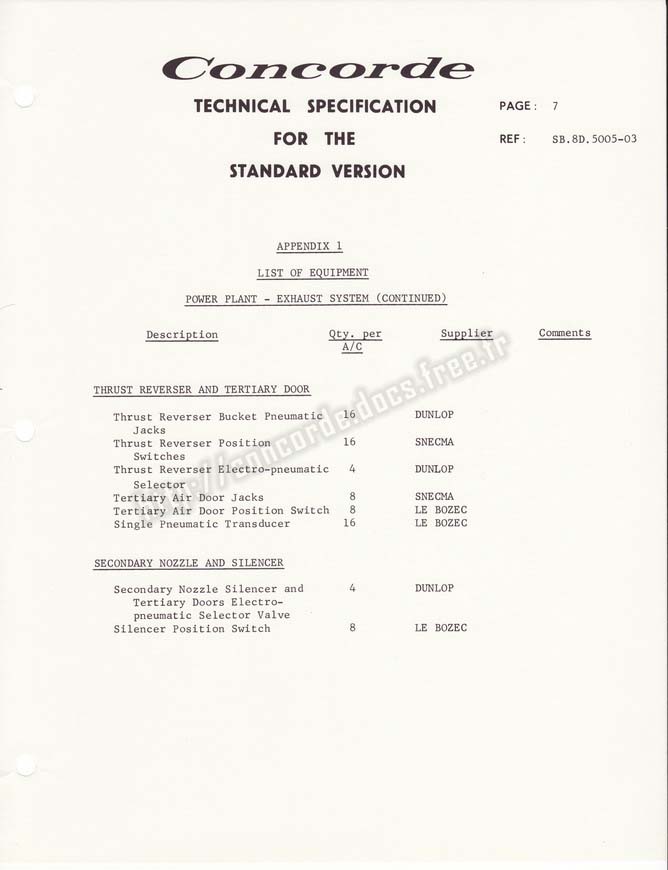 Concorde
TECHNICAL SPECIFICATION PAGE: 7
FOR THE REF: SB.8D.5005-03
STANDARD VERSION
APPENDIX 1
LIST OF EQUIPMENT
POWER PLANT - EXHAUST SYSTEM (CONTINUED)
Description Qty. per Supplier Comments
A/C
THRUST REVERSER AND TERTIARY DOOR
Thrust Reverser Bucket Pneumatic 16 DUNLOP
Jacks
Thrust Reverser Position 16 SNECMA
Switches
Thrust Reverser Electro-pneumatic 4 DUNLOP
Selector
Tertiary Air Door Jacks 8 SNECMA
Tertiary Air Door Position Switch 8 LE BOZEC
Single Pneumatic Transducer 16 LE BOZEC
SECONDARY NOZZLE AND SILENCER
Secondary Nozzle Silencer and 4 DUNLOP
Tertiary Doors Electro-
pneumatic Selector Valve
Silencer Position Switch 8 LE BOZEC
http://concorde.docs.free.fr